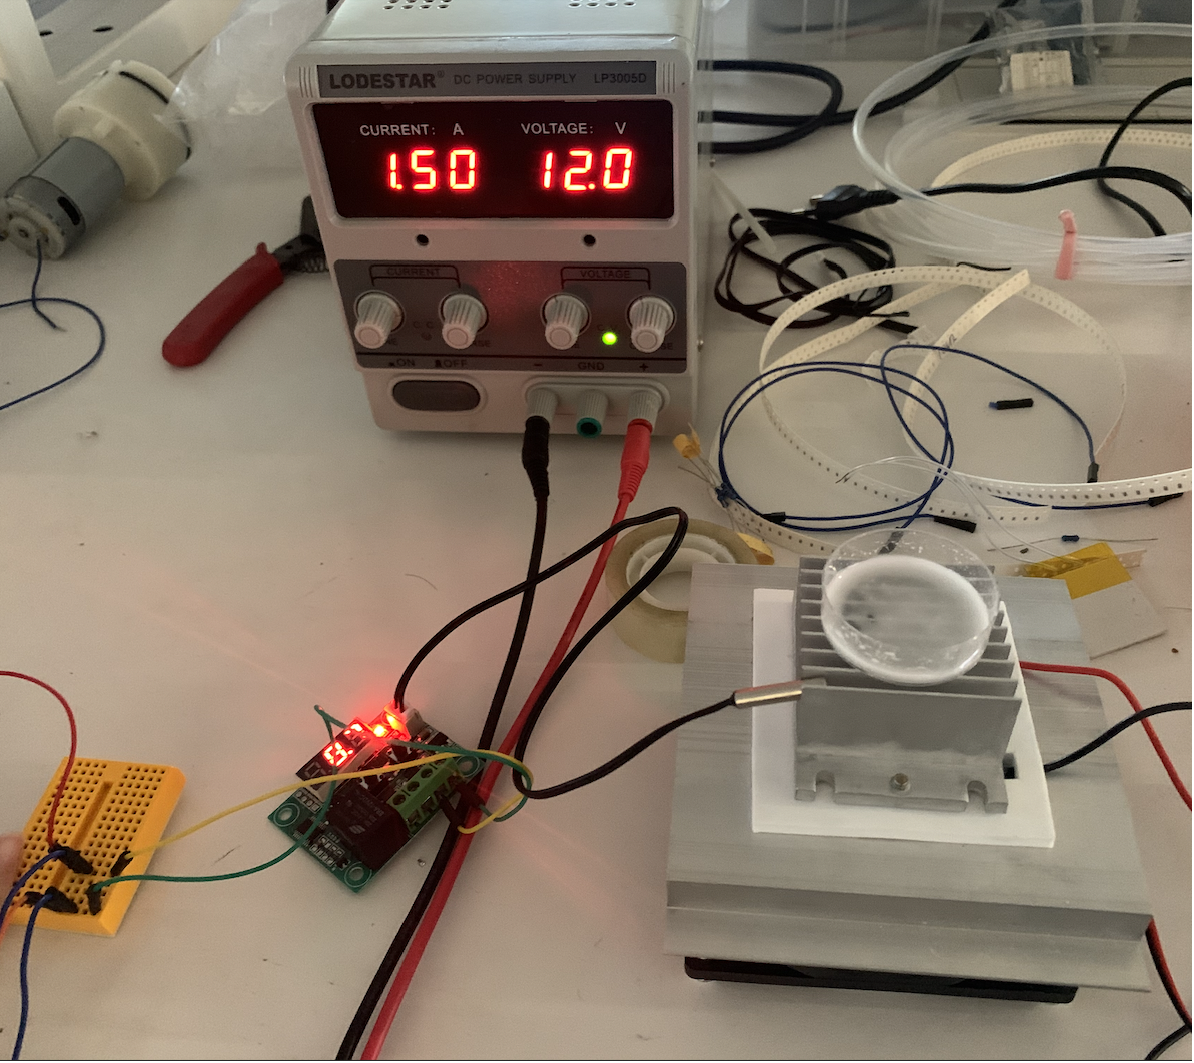 LODESTAR® DC POWER SUPPLY LP3005D
CURRENT: A VOLTAGE: V
1.50 12.0
CURRENT VOLTAGE
ON OFF - GND +